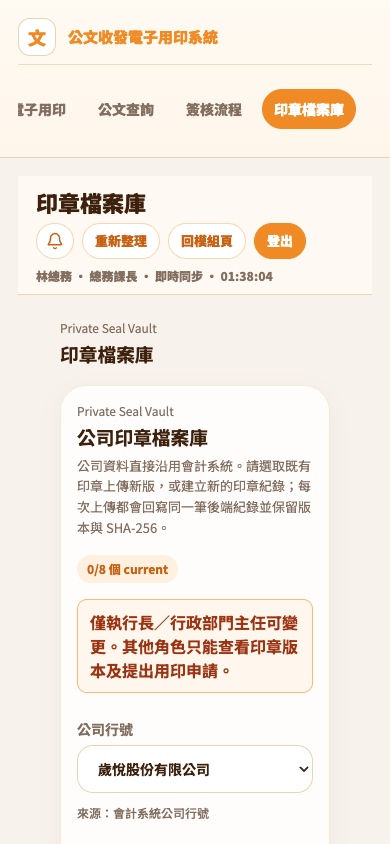 文
公文收發電子用印系統
子用印
公文查詢
簽核流程
印章檔案庫
印章檔案庫
重新整理
回模組頁
登出
林總務 • 總務課長 • 即時同步 • 01:38:04
Private Seal Vault
印章檔案庫
Private Seal Vault
公司印章檔案庫
公司資料直接沿用會計系統。請選取既有
印章上傳新版，或建立新的印章紀錄；每
次上傳都會回寫同一筆後端紀錄並保留版
本與 SHA-256。
0/8 個 current
僅執行長／行政部門主任可變
更。其他角色只能查看印章版
本及提出用印申請。
公司行號
歲悅股份有限公司
來源：會計系統公司行號